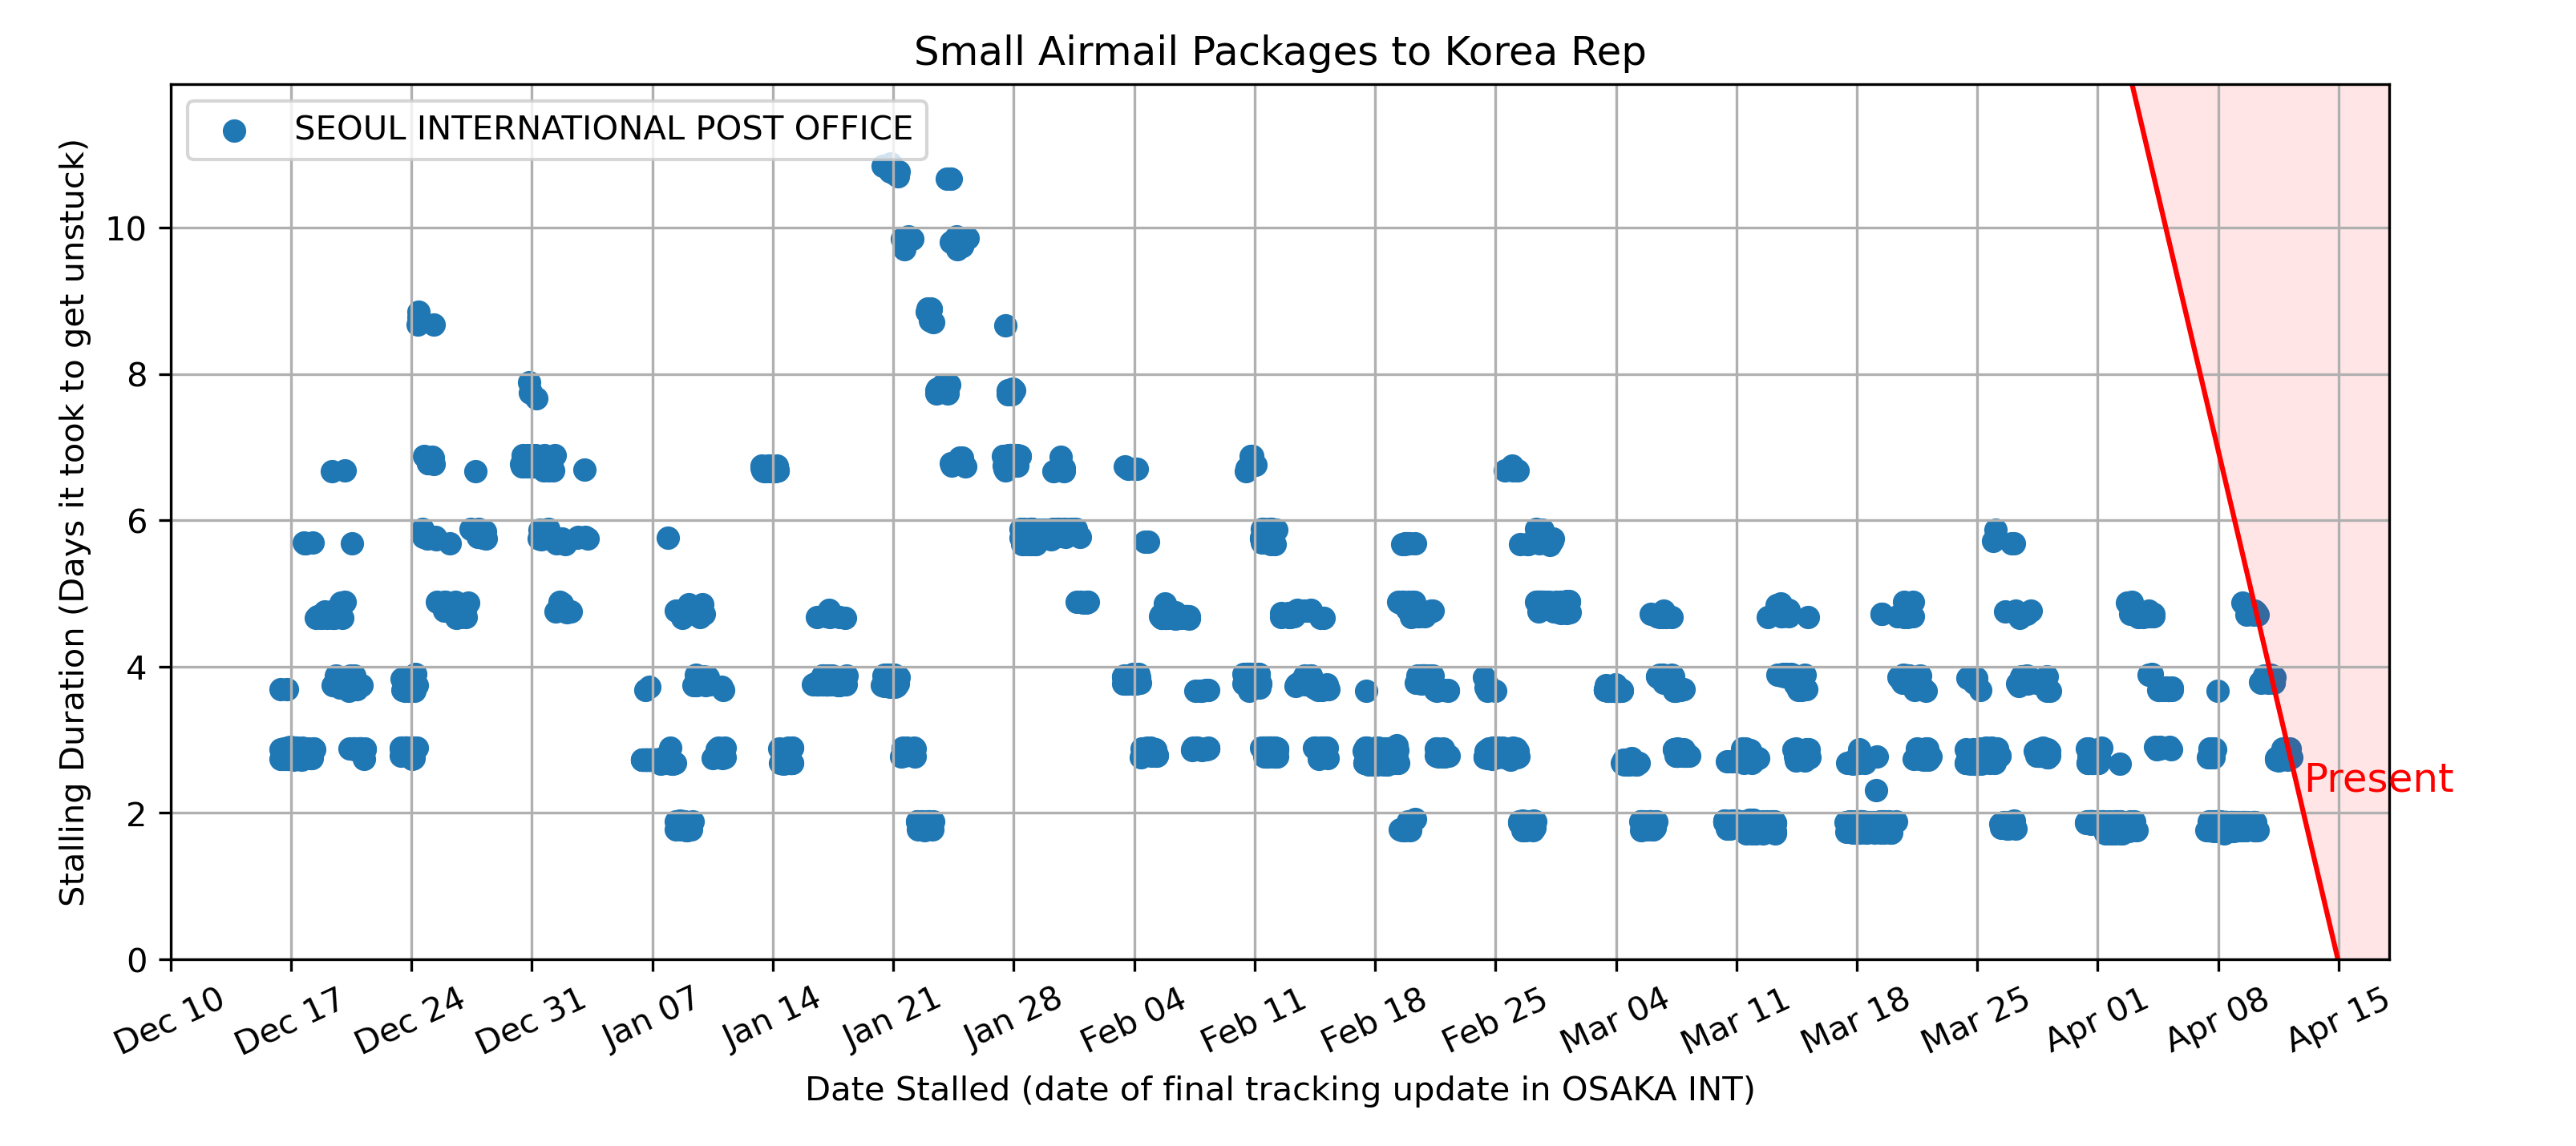 Small Airmail Packages to Korea Rep
SEOUL INTERNATIONAL POST OFFICE
Stalling Duration (Days it took to get unstuck)
10
8
6
4
2
0
Present
Dec 10
Dec 17
Dec 24
Dec 31
Jan 07
Jan 14
Jan 21
Jan 28
Feb 04
Feb 11
Feb 18
Feb 25
Mar 04
Mar 11
Mar 18
Mar 25
Apr 01
Apr 08
Apr 15
Date Stalled (date of final tracking update in OSAKA INT)